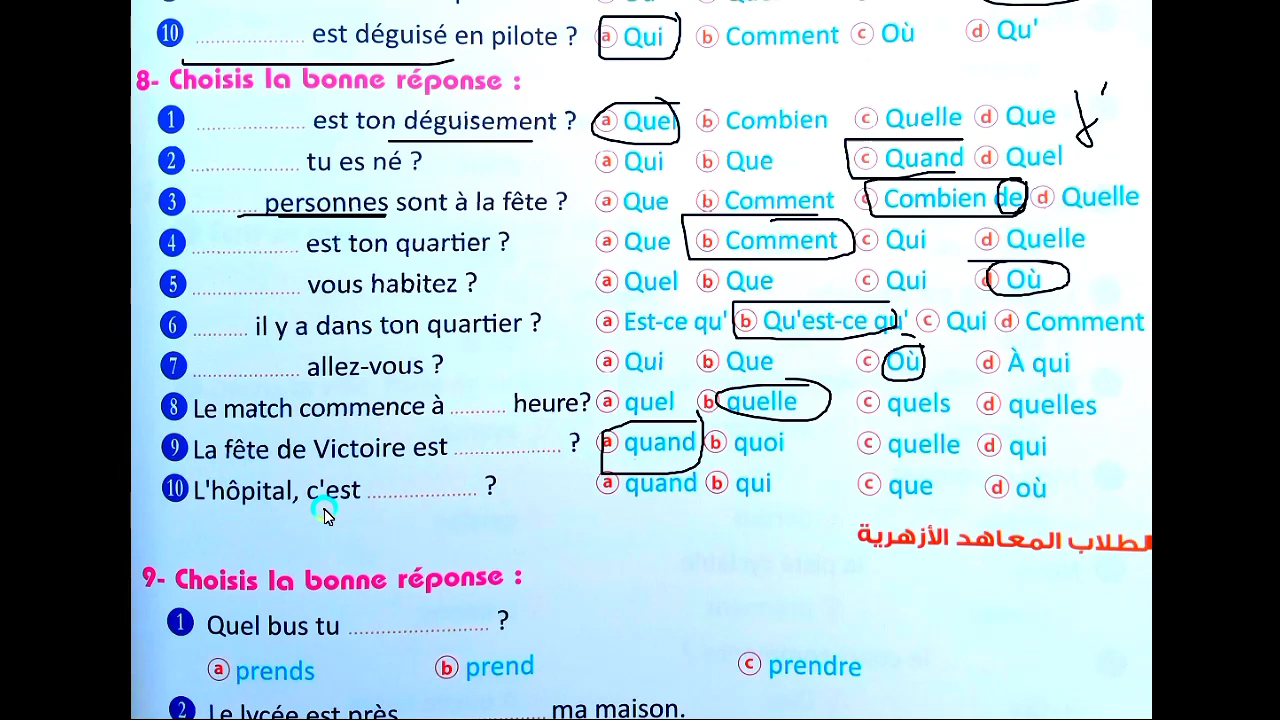 10 .................. est déguisé en pilote ? a Qui b Comment c Où d Qu'
8- Choisis la bonne réponse :
1 .................. est ton déguisement ? a Quel b Combien c Quelle d Que
2 .................. tu es né ? a Qui b Que c Quand d Quel
3 .......... personnes sont à la fête ? a Que b Comment c Combien de d Quelle
4 .................. est ton quartier ? a Que b Comment c Qui d Quelle
5 .................. vous habitez ? a Quel b Que c Qui d Où
6 ......... il y a dans ton quartier ? a Est-ce qu' b Qu'est-ce qu' c Qui d Comment
7 .................. allez-vous ? a Qui b Que c Où d À qui
8 Le match commence à ......... heure? a quel b quelle c quels d quelles
9 La fête de Victoire est .................. ? a quand b quoi c quelle d qui
10 L'hôpital, c'est .................. ? a quand b qui c que d où
لطلاب المعاهد الأزهرية
9- Choisis la bonne réponse :
1 Quel bus tu ....................... ?
a prends b prend c prendre
2 Le lycée est près ....................... ma maison.